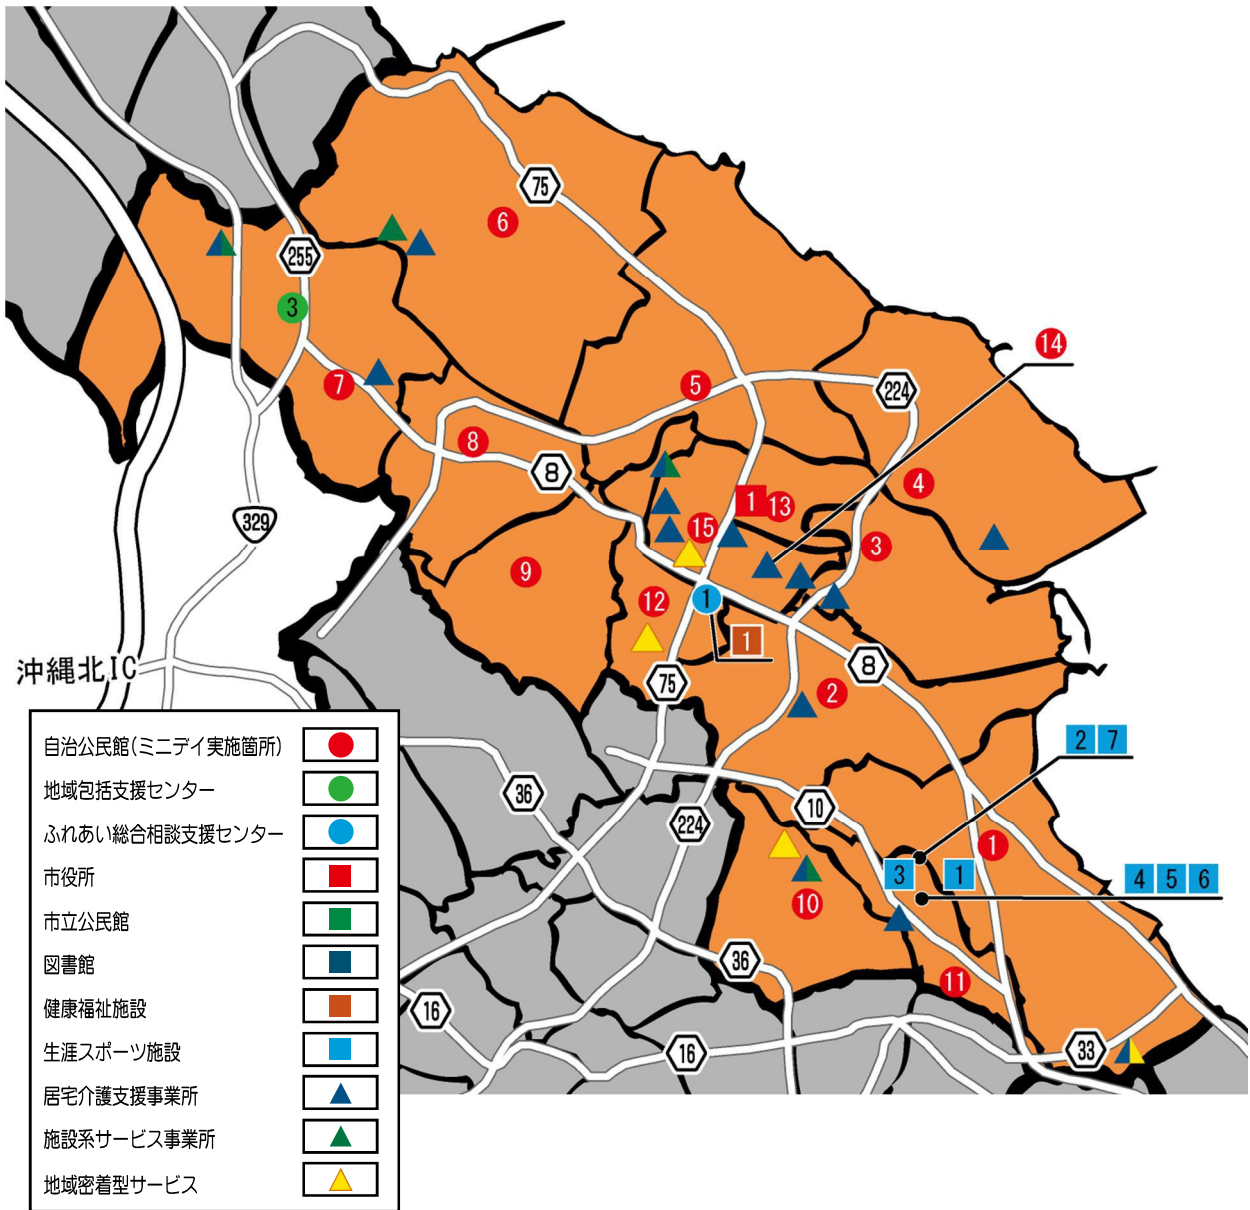 75
6
255
3
14
7
5
224
8
8
4
1
13
15
3
329
9
12
1
1
8
沖縄北IC
75
2
自治公民館(ミニデイ実施箇所)
地域包括支援センター
ふれあい総合相談支援センター
市役所
市立公民館
図書館
健康福祉施設
生涯スポーツ施設
居宅介護支援事業所
施設系サービス事業所
地域密着型サービス
2 7
36
10
224
1
3
1
4 5 6
10
36
11
16
16
33